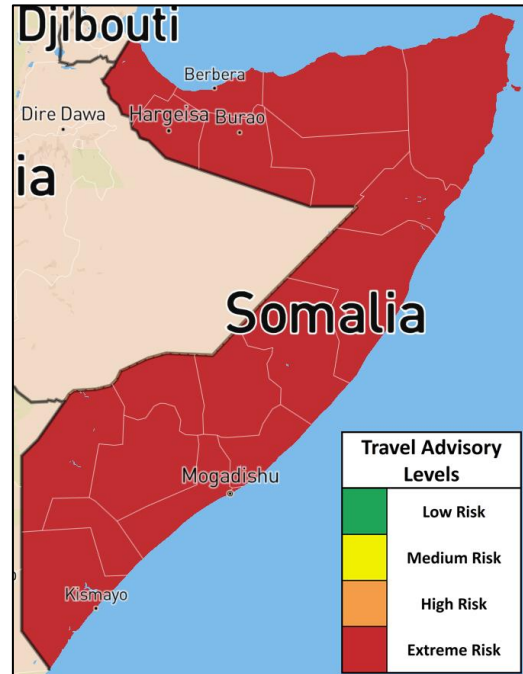 Djibouti
Berbera
Dire Dawa
Hargeisa
Burao
ia
Somalia
Mogadishu
Kismayo
Travel Advisory
Levels
Low Risk
Medium Risk
High Risk
Extreme Risk